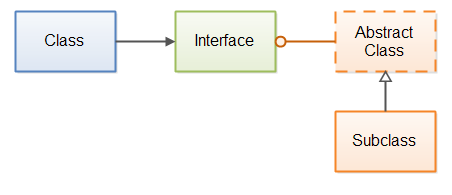 Class
Interface
Abstract
Class
Subclass